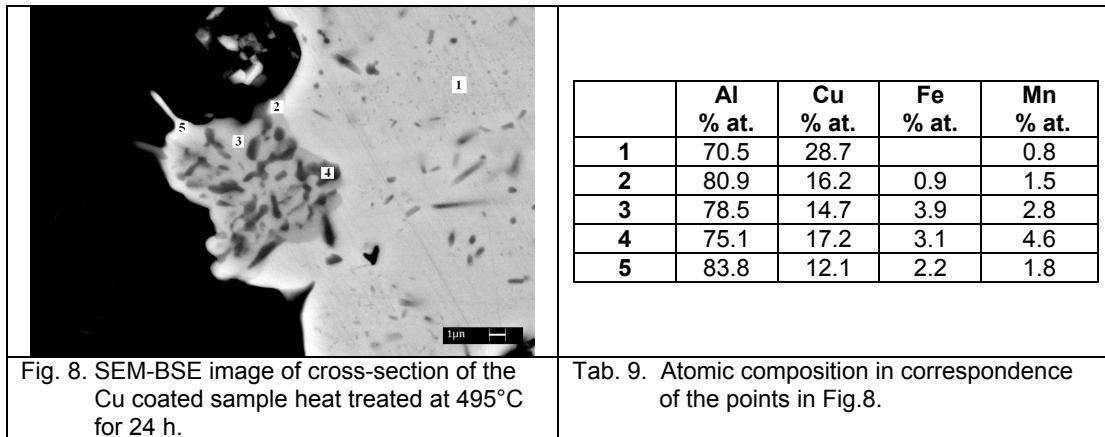 1
2
5
3
4
1µm
Fig. 8. SEM-BSE image of cross-section of the
Cu coated sample heat treated at 495°C
for 24 h.
Al Cu Fe Mn
% at. % at. % at. % at.
1 70.5 28.7 0.8
2 80.9 16.2 0.9 1.5
3 78.5 14.7 3.9 2.8
4 75.1 17.2 3.1 4.6
5 83.8 12.1 2.2 1.8
Tab. 9. Atomic composition in correspondence
of the points in Fig.8.